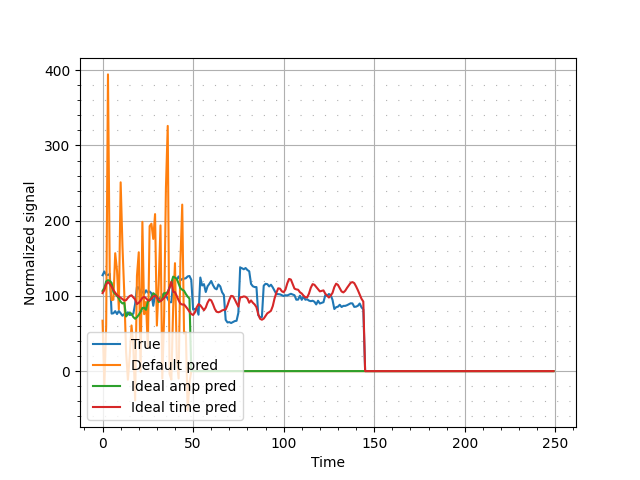 400
300
200
100
0
Normalized signal
True
Default pred
Ideal amp pred
Ideal time pred
0
50
100
150
200
250
Time